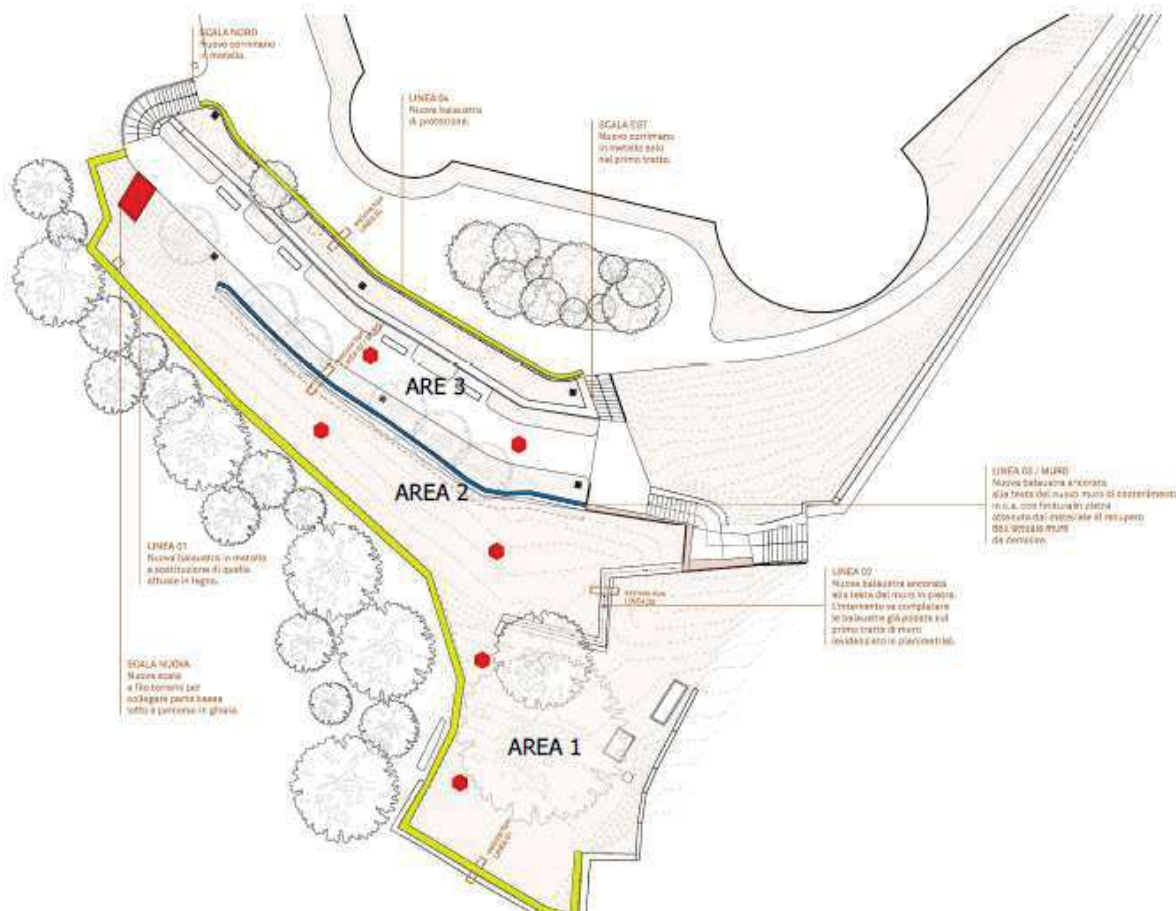 SCALA NORD
Nuovo corrimano
in metallo.
LINEA 04
Nuova balaustra
di protezione.
SCALA EST
Nuovo corrimano
in metallo solo
nel primo tratto.
ARE 3
AREA 2
LINEA 03 / MURO
Nuova balaustra ancorata
alla testa del nuovo muro di contenimento
in c.a. con finitura in pietra
ottenuta dal materiale di recupero
dell'attuale muro
da demolire.
LINEA 01
Nuova balaustra in metallo
a sostituzione di quella
attuale in legno.
LINEA 02
Nuova balaustra ancorata
alla testa del muro in pietra.
L'intervento va a completare
le balaustre già posate sul
primo tratto di muro
(evidenziato in planimetria).
SCALA NUOVA
Nuova scala
a filo terreno per
collegare parte bassa
lotto e percorso in ghiaia.
AREA 1